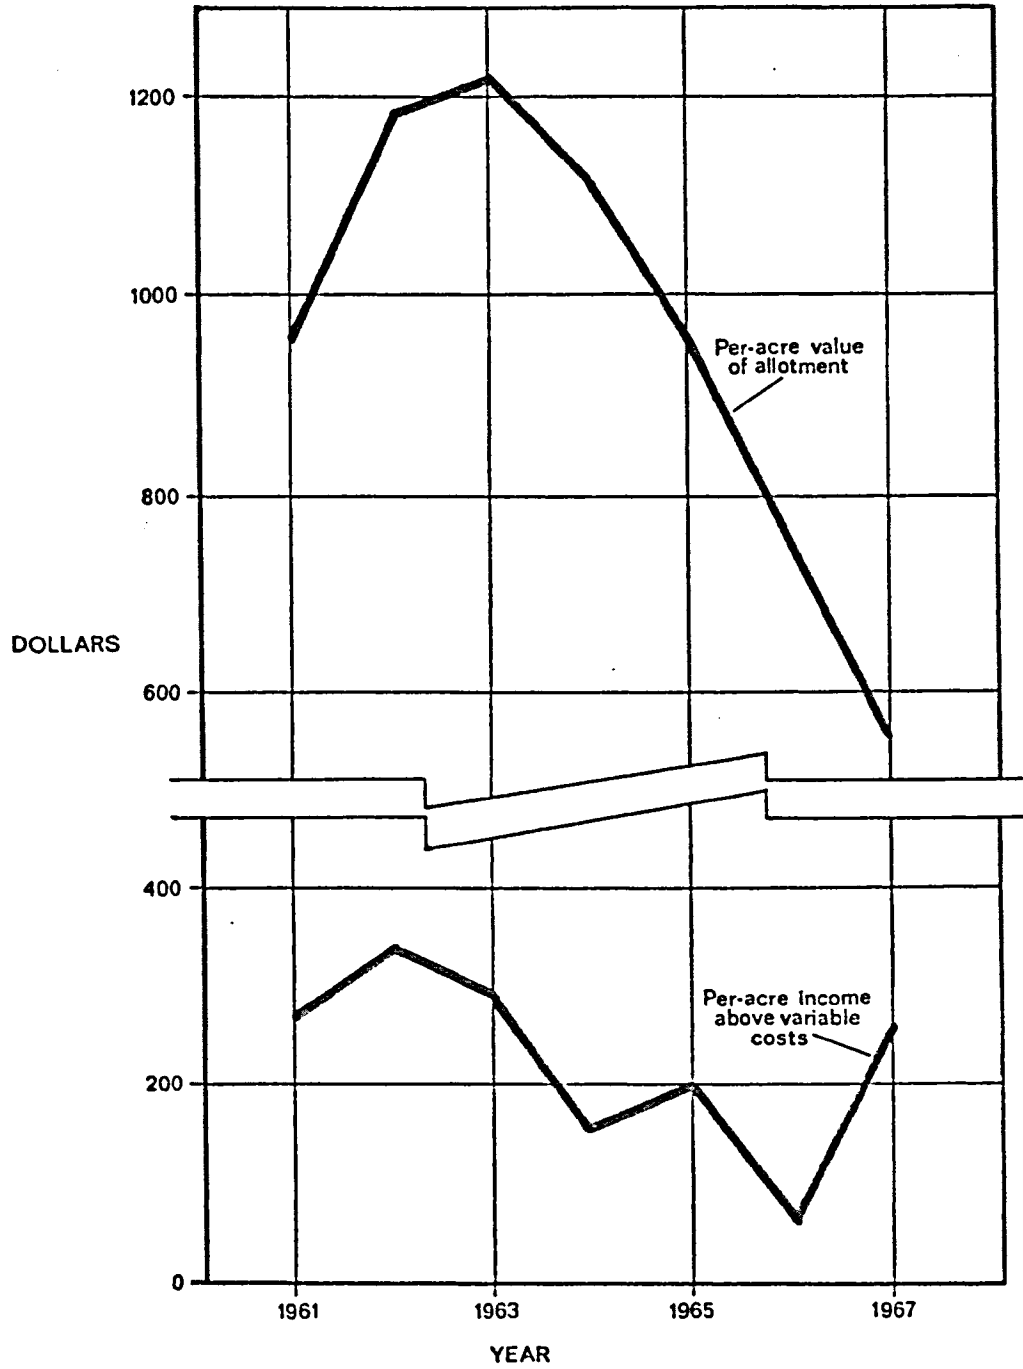 1200
1000
Per-acre value
of allotment
800
DOLLARS
600
400
Per-acre income
above variable
costs
200
0
1961 1963 1965 1967
YEAR